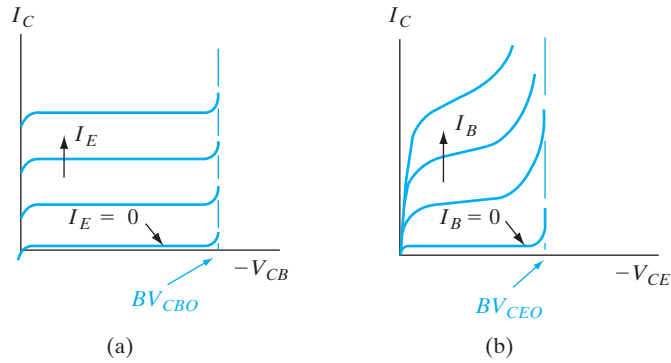 I_C
I_E
I_E = 0
−V_CB
BV_CBO
(a)
I_C
I_B
I_B = 0
−V_CE
BV_CEO
(b)